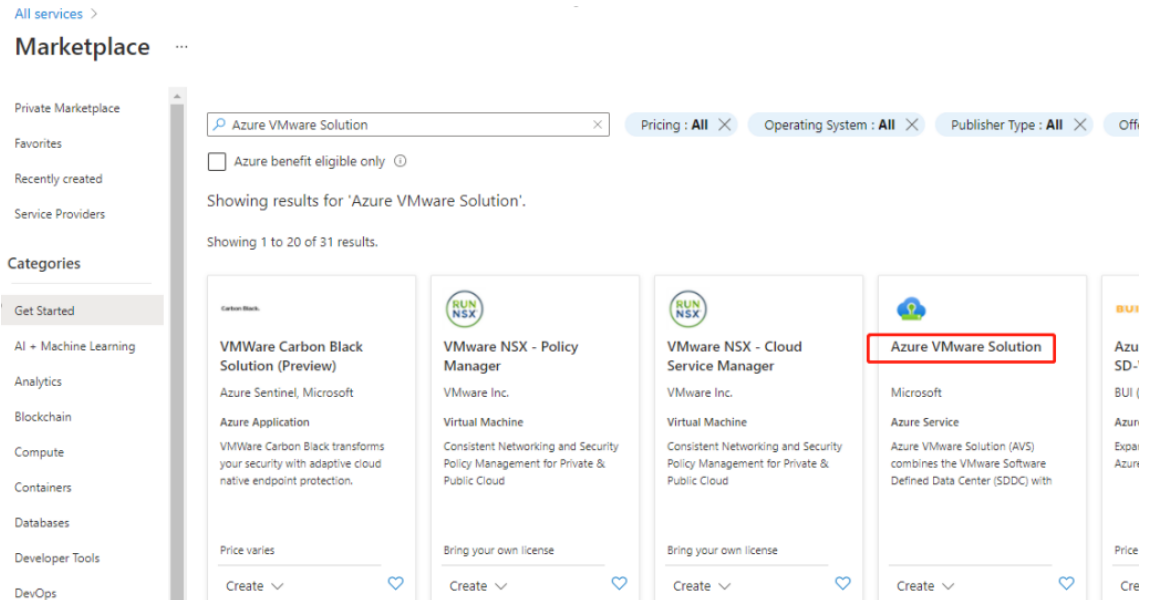 All services >
Marketplace ...
Private Marketplace
Favorites
Recently created
Service Providers
Categories
Get Started
AI + Machine Learning
Analytics
Blockchain
Compute
Containers
Databases
Developer Tools
DevOps
Azure VMware Solution
Pricing : All
Operating System : All
Publisher Type : All
Azure benefit eligible only
Showing results for 'Azure VMware Solution'.
Showing 1 to 20 of 31 results.
Carbon Black.
VMWare Carbon Black
Solution (Preview)
Azure Sentinel, Microsoft
Azure Application
VMWare Carbon Black transforms
your security with adaptive cloud
native endpoint protection.
Price varies
Create
RUN
NSX
VMware NSX - Policy
Manager
VMware Inc.
Virtual Machine
Consistent Networking and Security
Policy Management for Private &
Public Cloud
Bring your own license
Create
RUN
NSX
VMware NSX - Cloud
Service Manager
VMware Inc.
Virtual Machine
Consistent Networking and Security
Policy Management for Private &
Public Cloud
Bring your own license
Create
Azure VMware Solution
Microsoft
Azure Service
Azure VMware Solution (AVS)
combines the VMware Software
Defined Data Center (SDDC) with
Create
BUI
BUI (
Price